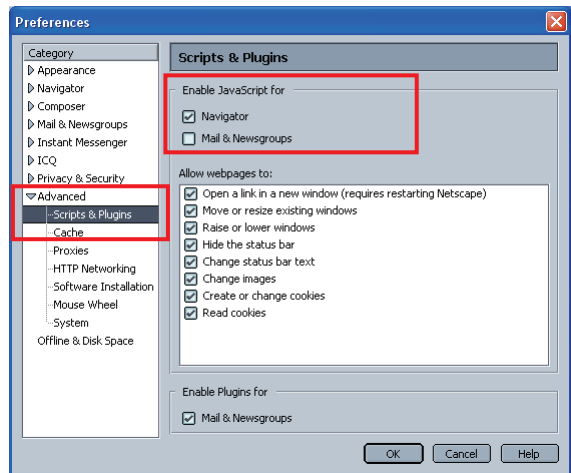 Preferences
Category
Appearance
Navigator
Composer
Mail & Newsgroups
Instant Messenger
ICQ
Privacy & Security
Advanced
Scripts & Plugins
Cache
Proxies
HTTP Networking
Software Installation
Mouse Wheel
System
Offline & Disk Space
Scripts & Plugins
Enable JavaScript for
Navigator
Mail & Newsgroups
Allow webpages to:
Open a link in a new window (requires restarting Netscape)
Move or resize existing windows
Raise or lower windows
Hide the status bar
Change status bar text
Change images
Create or change cookies
Read cookies
Enable Plugins for
Mail & Newsgroups
OK Cancel Help